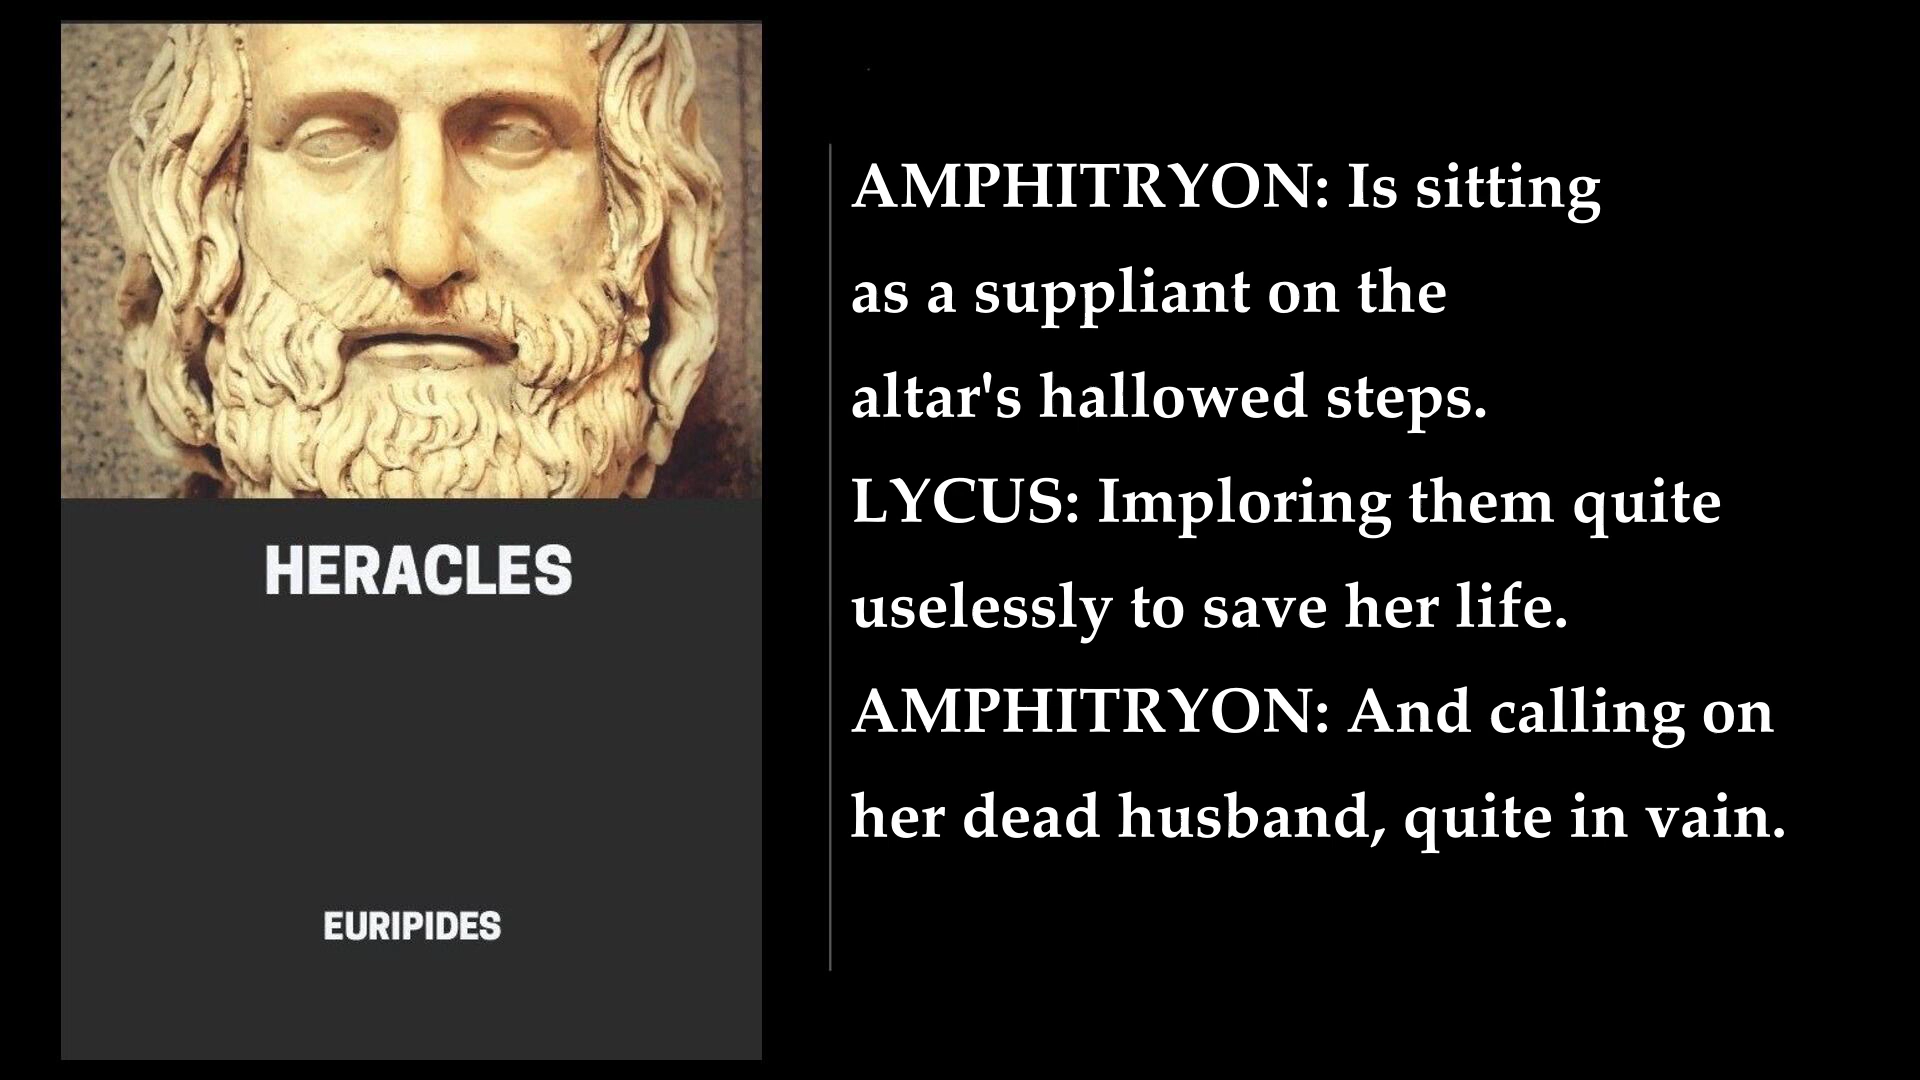 HERACLES
EURIPIDES
AMPHITRYON: Is sitting
as a suppliant on the
altar's hallowed steps.
LYCUS: Imploring them quite
uselessly to save her life.
AMPHITRYON: And calling on
her dead husband, quite in vain.